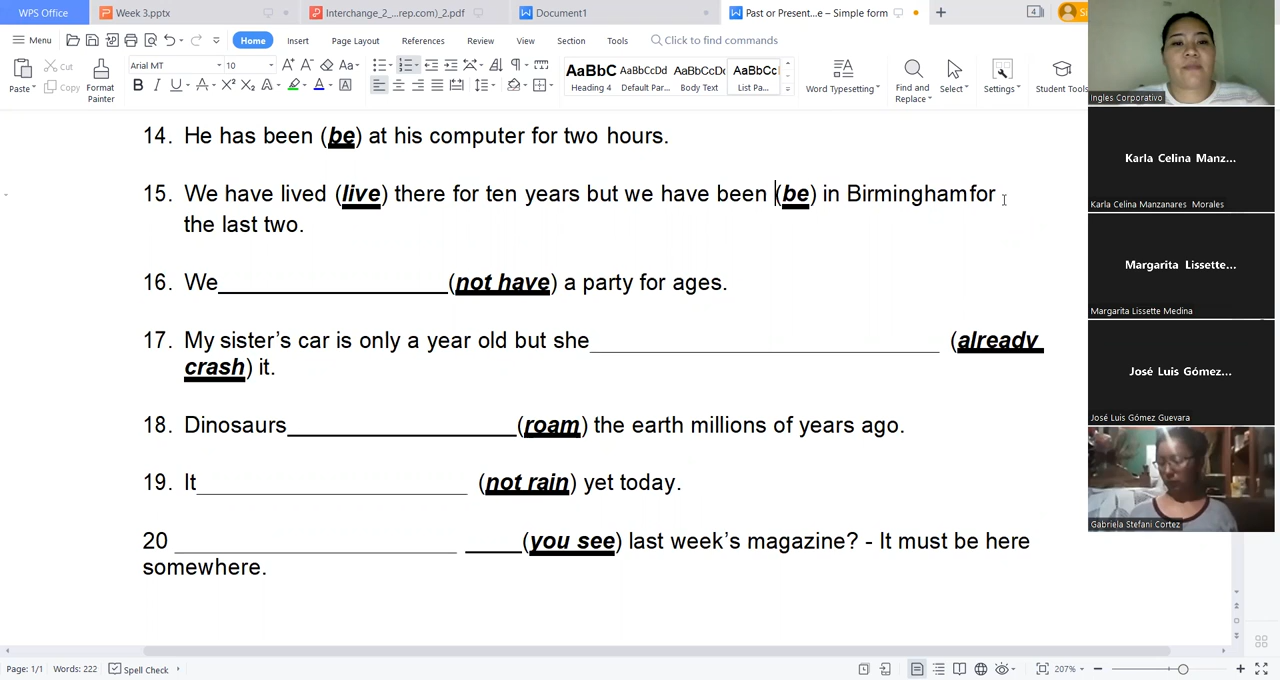 WPS Office
Week 3.pptx
Interchange_2_...rep.com)_2.pdf
Document1
Past or Present...e – Simple form
4
Menu
Home
Insert
Page Layout
References
Review
View
Section
Tools
Click to find commands
Paste
Cut
Copy
Format Painter
Arial MT
10
AaBbC
Heading 4
AaBbCcDd
Default Par...
AaBbCcDc
Body Text
AaBbCc
List Pa...
Word Typesetting
Find and Replace
Select
Settings
Student Tools
14. He has been (be) at his computer for two hours.
15. We have lived (live) there for ten years but we have been (be) in Birminghamfor
the last two.
16. We____________________(not have) a party for ages.
17. My sister's car is only a year old but she______________________________ (already
crash) it.
18. Dinosaurs____________________(roam) the earth millions of years ago.
19. It________________________ (not rain) yet today.
20 _________________________ _____(you see) last week's magazine? - It must be here
somewhere.
Ingles Corporativo
Karla Celina Manz...
Karla Celina Manzanares Morales
Margarita Lissette...
Margarita Lissette Medina
José Luis Gómez...
José Luis Gómez Guevara
Gabriela Stefani Cortez
Page: 1/1
Words: 222
Spell Check
207%